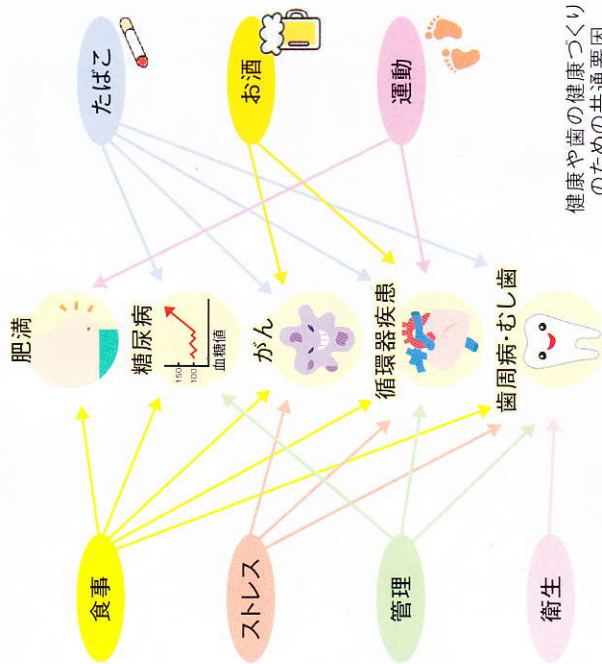 食事
ストレス
管理
衛生
肥満
糖尿病
150
100
血糖値
がん
循環器疾患
歯周病・むし歯
たばこ
お酒
運動
健康や歯の健康づくり
のための共通要因